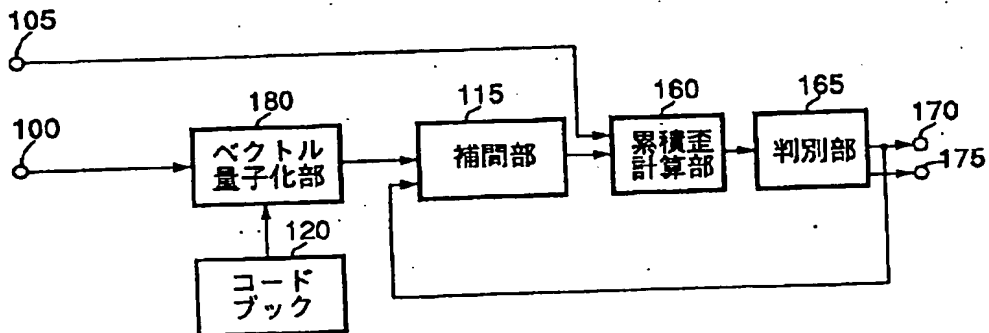 105
100
180
ベクトル
量子化部
120
コード
ブック
115
補間部
160
累積歪
計算部
165
判別部
170
175